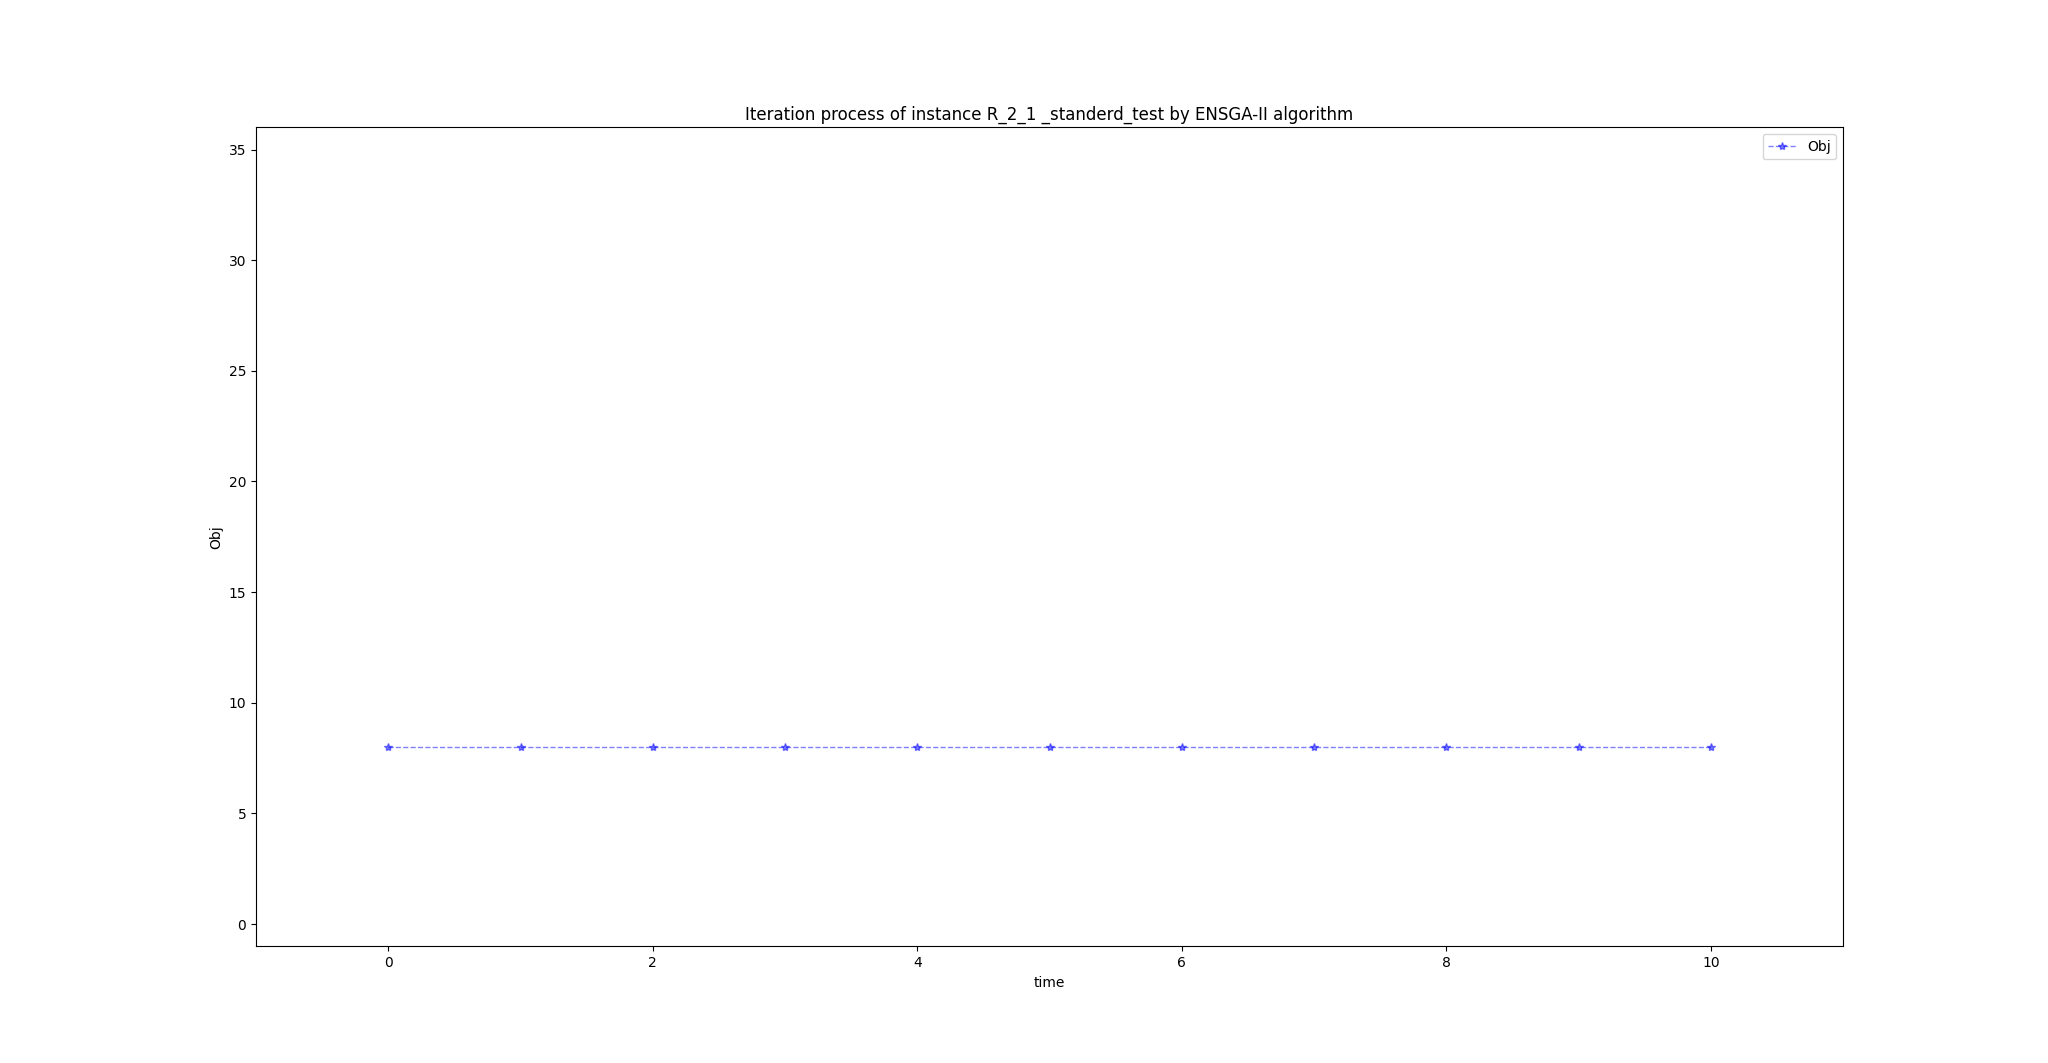 Iteration process of instance R_2_1 _standerd_test by ENSGA-II algorithm
Obj
35
30
25
20
15
10
5
0
Obj
0 2 4 6 8 10
time